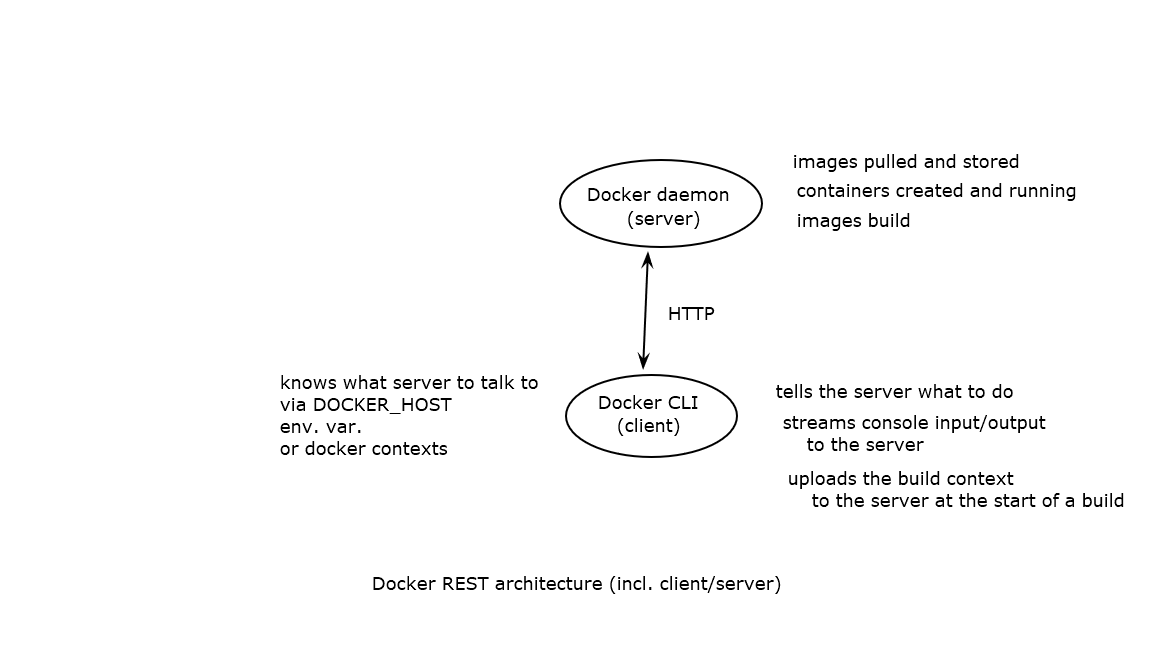 images pulled and stored
Docker daemon
containers created and running
(server)
images build
HTTP
knows what server to talk to
via DOCKER_HOST
env. var.
or docker contexts
Docker CLI
(client)
tells the server what to do
streams console input/output
to the server
uploads the build context
to the server at the start of a build
Docker REST architecture (incl. client/server)